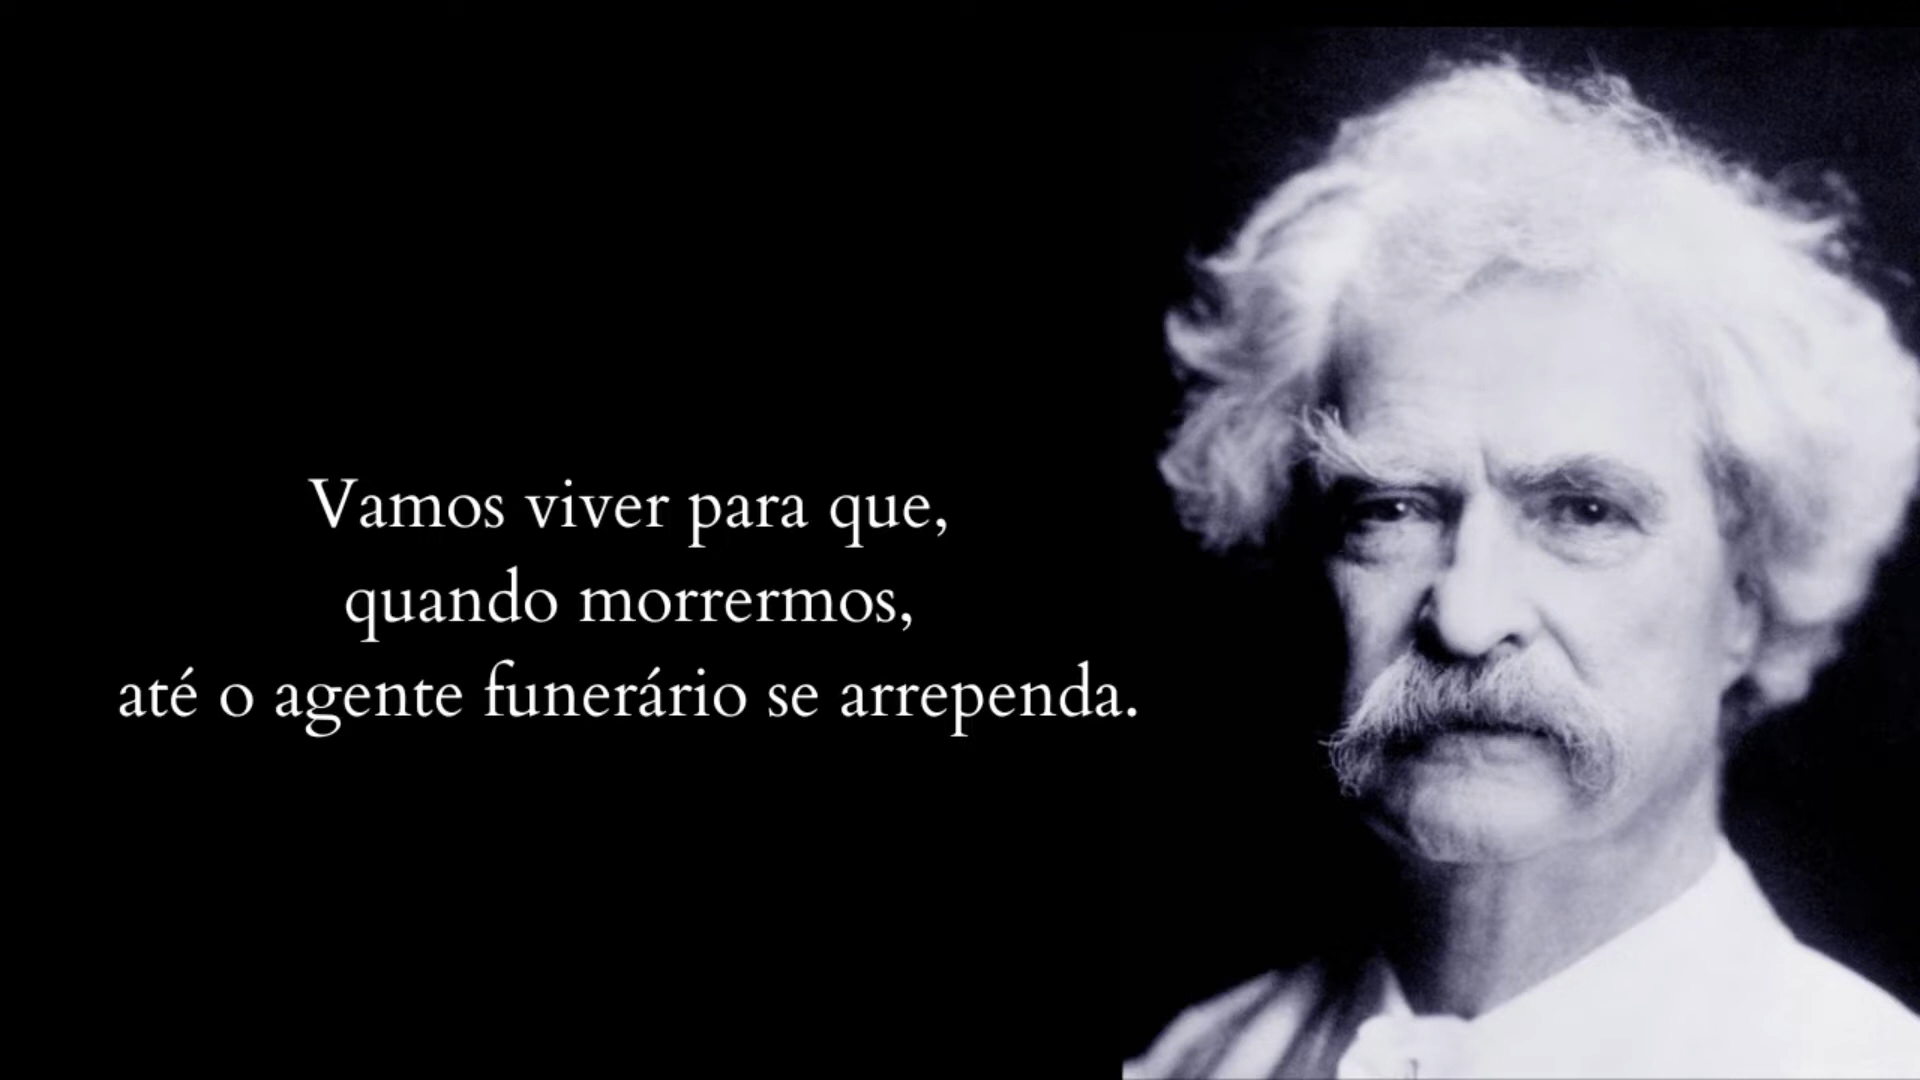 Vamos viver para que,
quando morrermos,
até o agente funerário se arrependa.